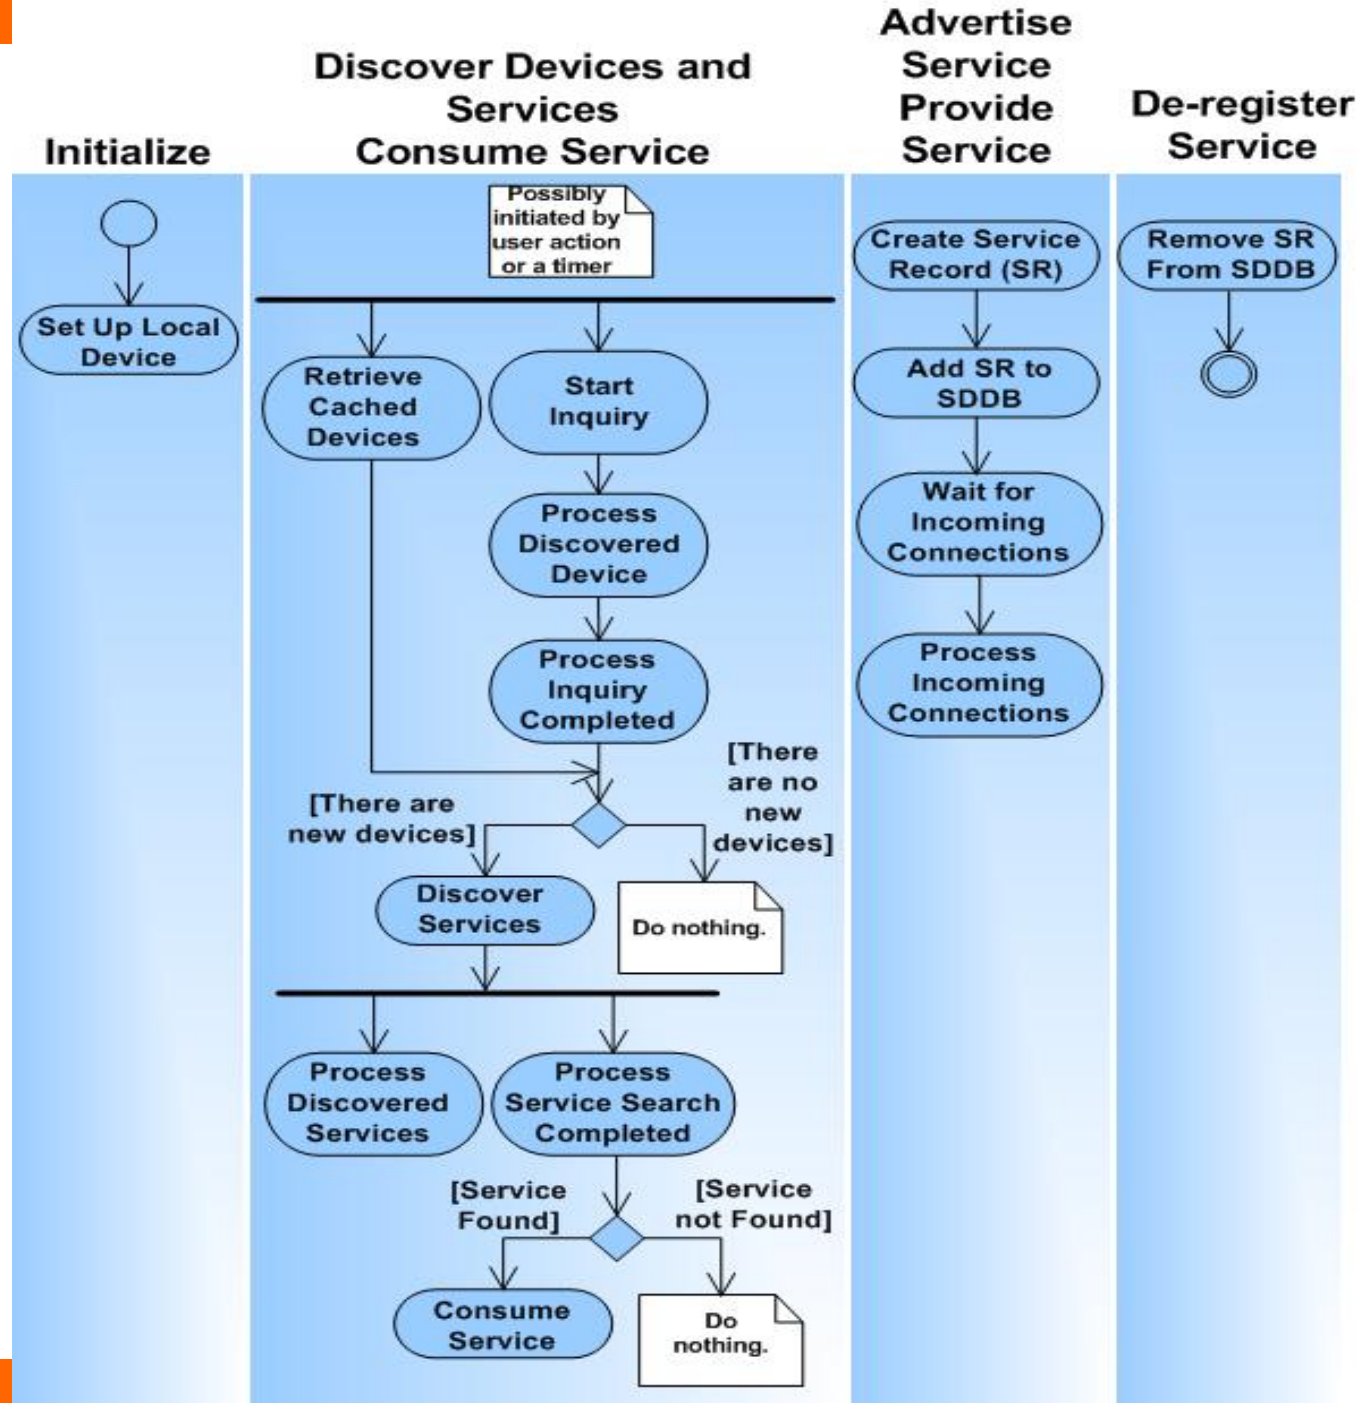 Initialize
Discover Devices and
Services
Consume Service
Advertise
Service
Provide
Service
De-register
Service
Set Up Local
Device
Possibly
initiated by
user action
or a timer
Retrieve
Cached
Devices
Start
Inquiry
Process
Discovered
Device
Process
Inquiry
Completed
[There are
new devices]
[There
are no
new
devices]
Discover
Services
Do nothing.
Process
Discovered
Services
Process
Service Search
Completed
[Service
Found]
[Service
not Found]
Consume
Service
Do
nothing.
Create Service
Record (SR)
Add SR to
SDDB
Wait for
Incoming
Connections
Process
Incoming
Connections
Remove SR
From SDDB